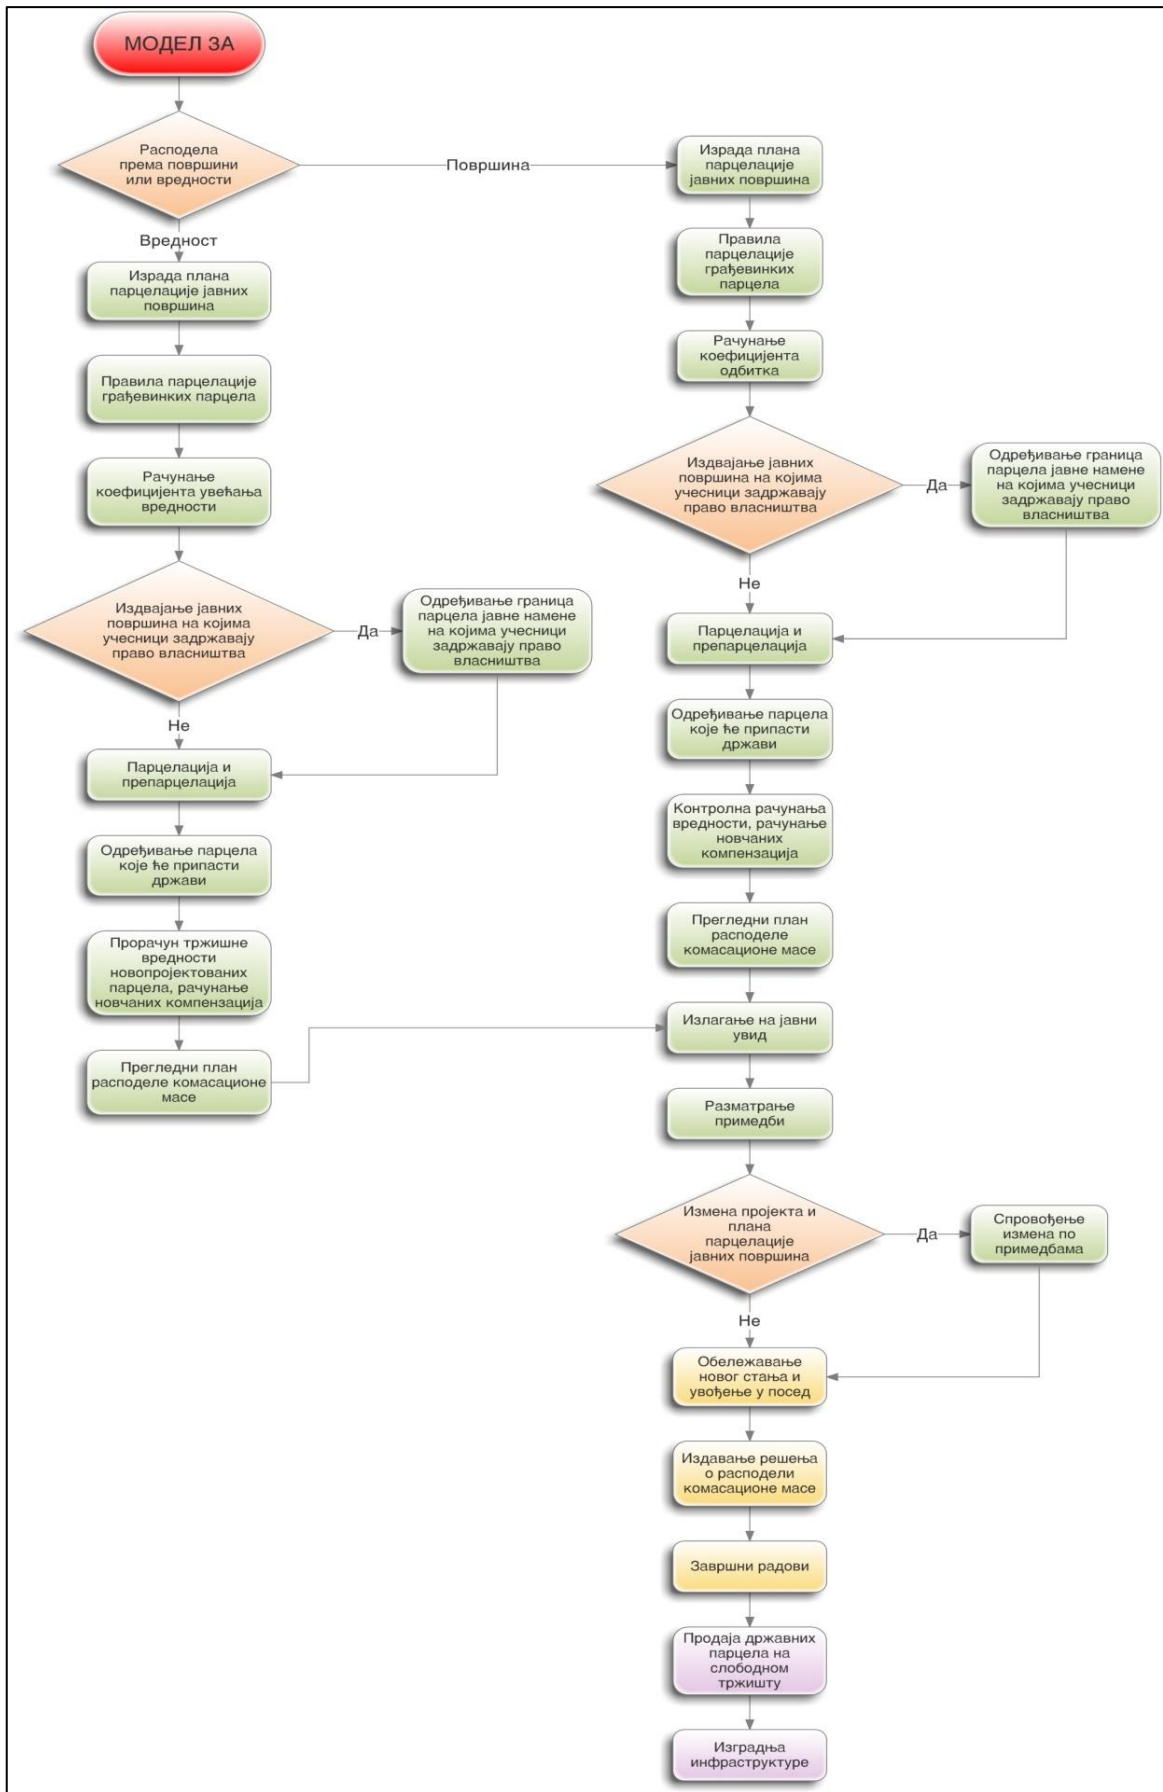 МОДЕЛ ЗА
Расподела
према површини
или вредности
Површина
Вредност
Израда плана
парцелације јавних
површина
Правила парцелације
грађевинких парцела
Рачунање
коефицијента увећања
вредности
Издвајање јавних
површина на којима
учесници задржавају
право власништва
Да
Одређивање граница
парцела јавне намене
на којима учесници
задржавају право
власништва
Не
Парцелација и
препарцелација
Одређивање парцела
које ће припасти
држави
Прорачун тржишне
вредности
новопројектованих
парцела, рачунање
новчаних компензација
Прегледни план
расподеле комасационе
масе
Израда плана
парцелације
јавних површина
Правила
парцелације
грађевинких
парцела
Рачунање
коефицијента
одбитка
Издвајање јавних
површина на којима
учесници задржавају
право власништва
Да
Одређивање граница
парцела јавне намене
на којима учесници
задржавају право
власништва
Не
Парцелација и
препарцелација
Одређивање парцела
које ће припасти
држави
Контролна рачунања
вредности, рачунање
новчаних
компензација
Прегледни план
расподеле
комасационе масе
Излагање на јавни
увид
Разматрање
примедби
Измена пројекта и
плана
парцелације
јавних површина
Да
Спровођење
измена по
примедбама
Не
Обележавање
новог стања и
увођење у посед
Издавање решења
о расподели
комасационе масе
Завршни радови
Продаја државних
парцела на
слободном
тржишту
Изградња
инфраструктуре